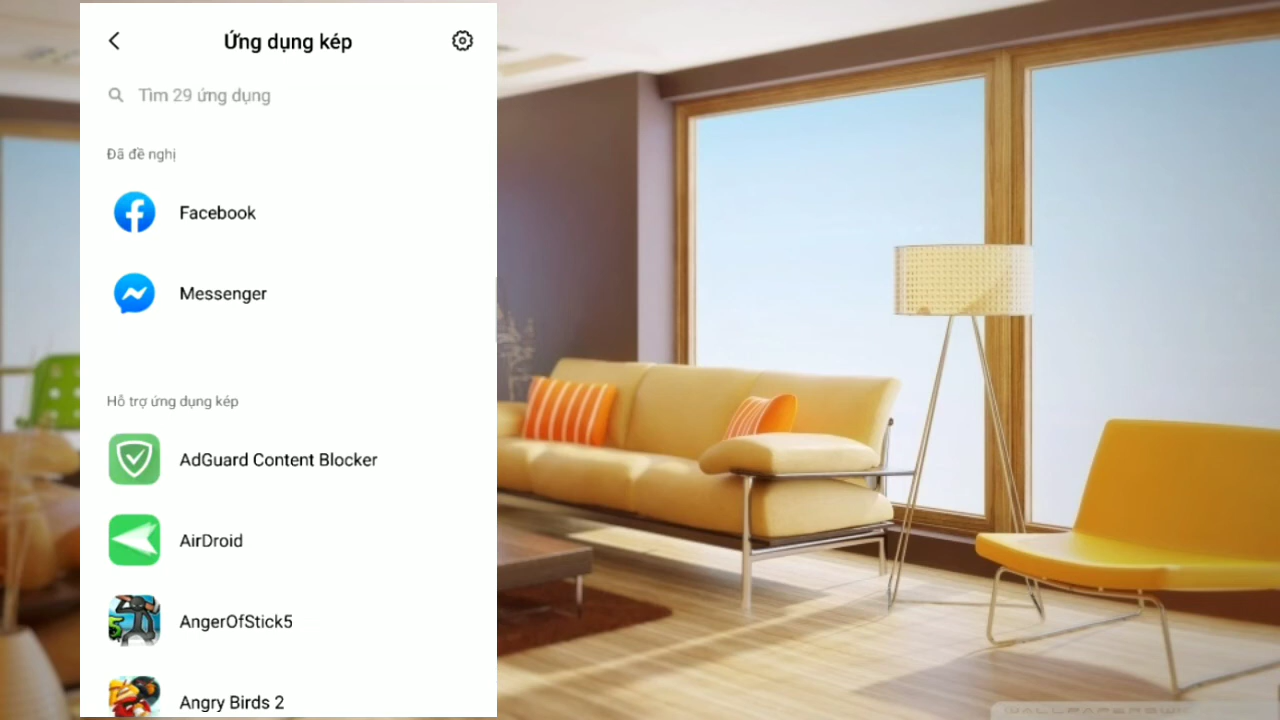 Ứng dụng kép
Tìm 29 ứng dụng
Đã đề nghị
Facebook
Messenger
Hỗ trợ ứng dụng kép
AdGuard Content Blocker
AirDroid
5
AngerOfStick5
Angry Birds 2